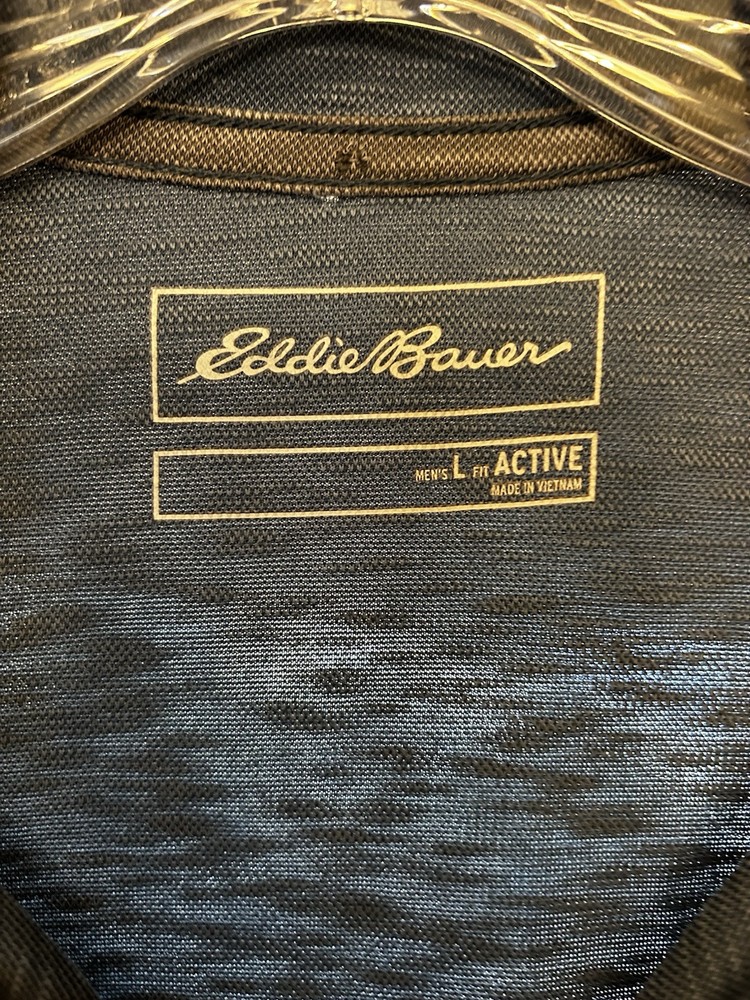 Eddie Bauer
MEN'S L FIT ACTIVE
MADE IN VIETNAM